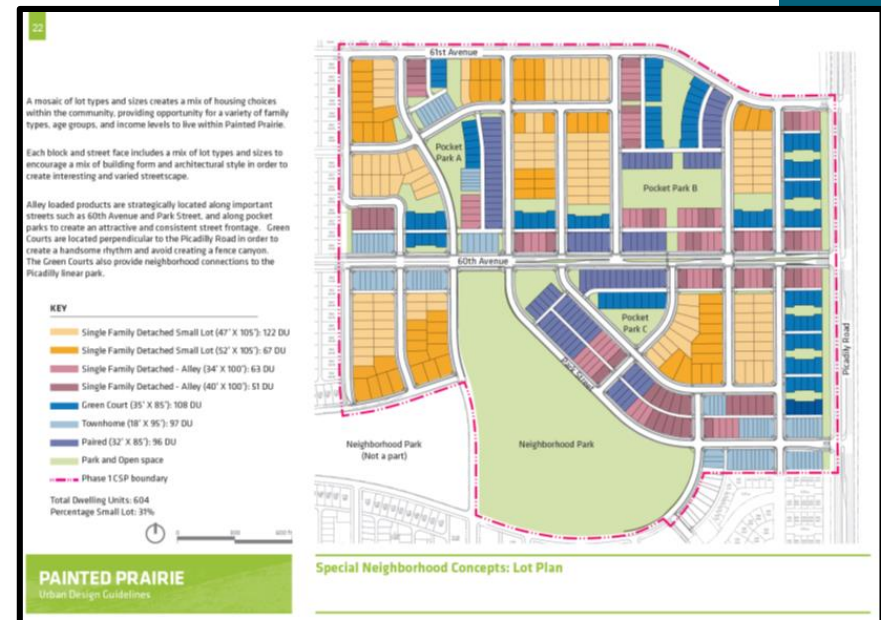 22
A mosaic of lot types and sizes creates a mix of housing choices
within the community, providing opportunity for a variety of family
types, age groups, and income levels to live within Painted Prairie.
Each block and street face includes a mix of lot types and sizes to
encourage a mix of building form and architectural style in order to
create interesting and varied streetscape.
Alley loaded products are strategically located along important
streets such as 60th Avenue and Park Street, and along pocket
parks to create an attractive and consistent street frontage. Green
Courts are located perpendicular to the Picadilly Road in order to
create a handsome rhythm and avoid creating a fence canyon.
The Green Courts also provide neighborhood connections to the
Picadilly linear park.
KEY
Single Family Detached Small Lot (47' X 105'): 122 DU
Single Family Detached Small Lot (52' X 105'): 67 DU
Single Family Detached - Alley (34' X 100'): 63 DU
Single Family Detached - Alley (40' X 100'): 51 DU
Green Court (35' X 85'): 108 DU
Townhome (18' X 95'): 97 DU
Paired (32' X 85'): 96 DU
Park and Open space
Phase 1 CSP boundary
Total Dwelling Units: 604
Percentage Small Lot: 31%
0
PAINTED PRAIRIE
Urban Design Guidelines
61st Avenue
Pocket
Park A
Pocket Park B
60th Avenue
Pocket
Park C
Park Street
Picadilly Road
Neighborhood Park
(Not a part)
Neighborhood Park
Special Neighborhood Concepts: Lot Plan